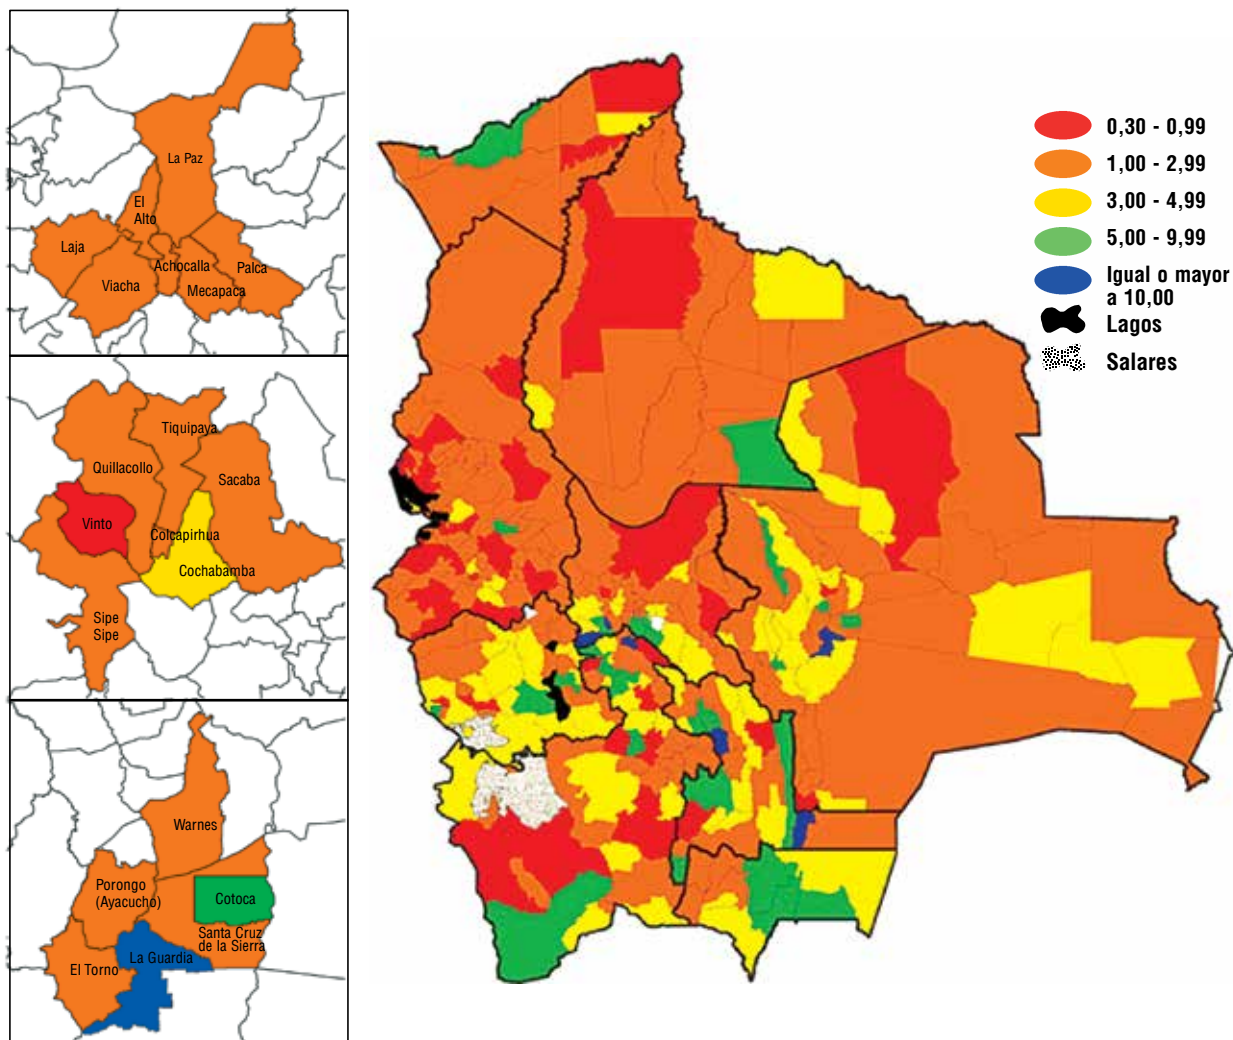 La Paz
El
Alto
Laja
Achocalla
Palca
Viacha
Mecapaca
Tiquipaya
Quillacollo
Sacaba
Vinto
Colcapirhua
Cochabamba
Sipe
Sipe
Warnes
Porongo
(Ayacucho)
Cotoca
Santa Cruz
de la Sierra
La Guardia
El Torno
0,30 - 0,99
1,00 - 2,99
3,00 - 4,99
5,00 - 9,99
Igual o mayor
a 10,00
Lagos
Salares